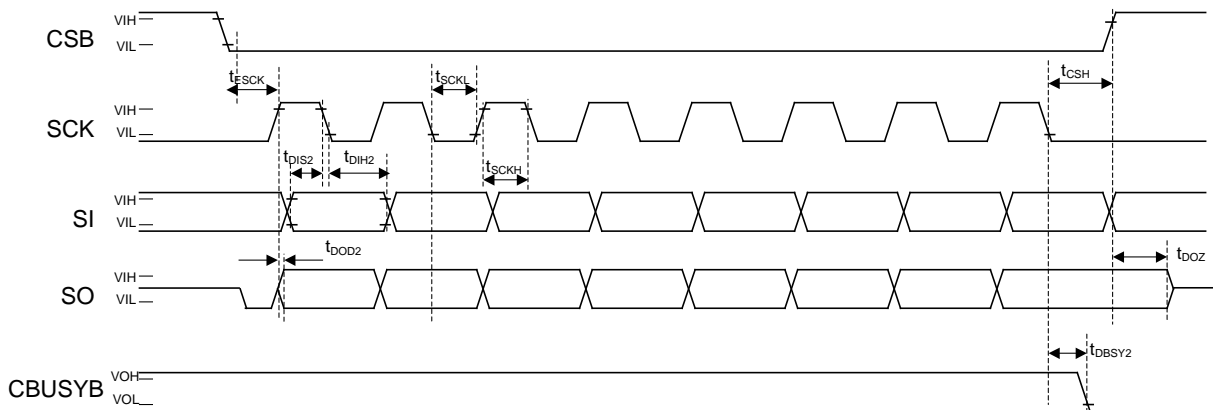 CSB
VIH
VIL
tESCK
tSCKL
tCSH
SCK
VIH
VIL
tDIS2
tDIH2
tSCKH
SI
VIH
VIL
tDOD2
tDOZ
SO
VIH
VIL
tDBSY2
CBUSYB
VOH
VOL